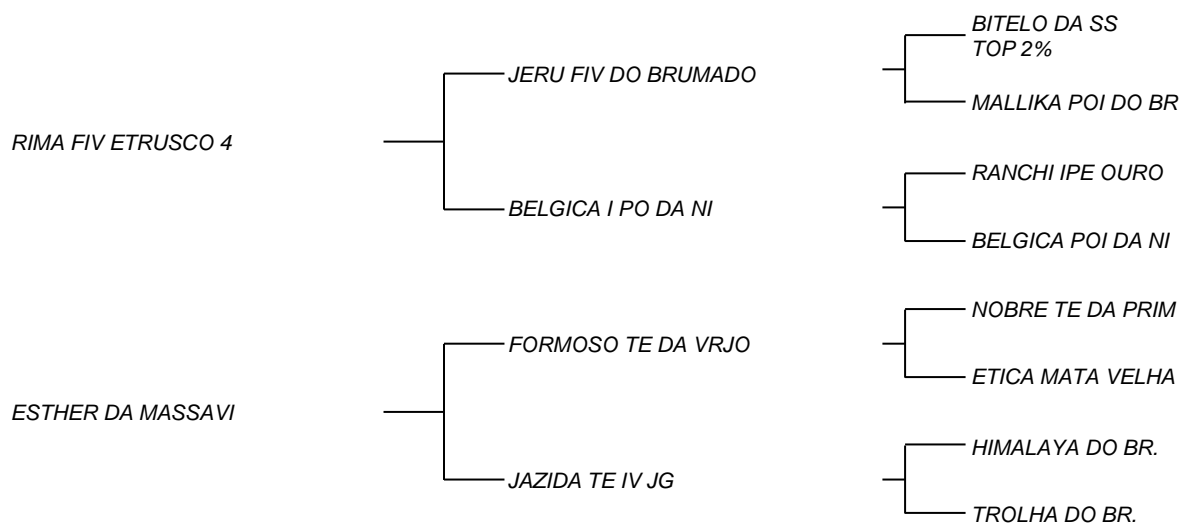 BITELO DA SS
TOP 2%
JERU FIV DO BRUMADO
MALLIKA POI DO BR
RIMA FIV ETRUSCO 4
RANCHI IPE OURO
BELGICA I PO DA NI
BELGICA POI DA NI
NOBRE TE DA PRIM
FORMOSO TE DA VRJO
ETICA MATA VELHA
ESTHER DA MASSAVI
HIMALAYA DO BR.
JAZIDA TE IV JG
TROLHA DO BR.